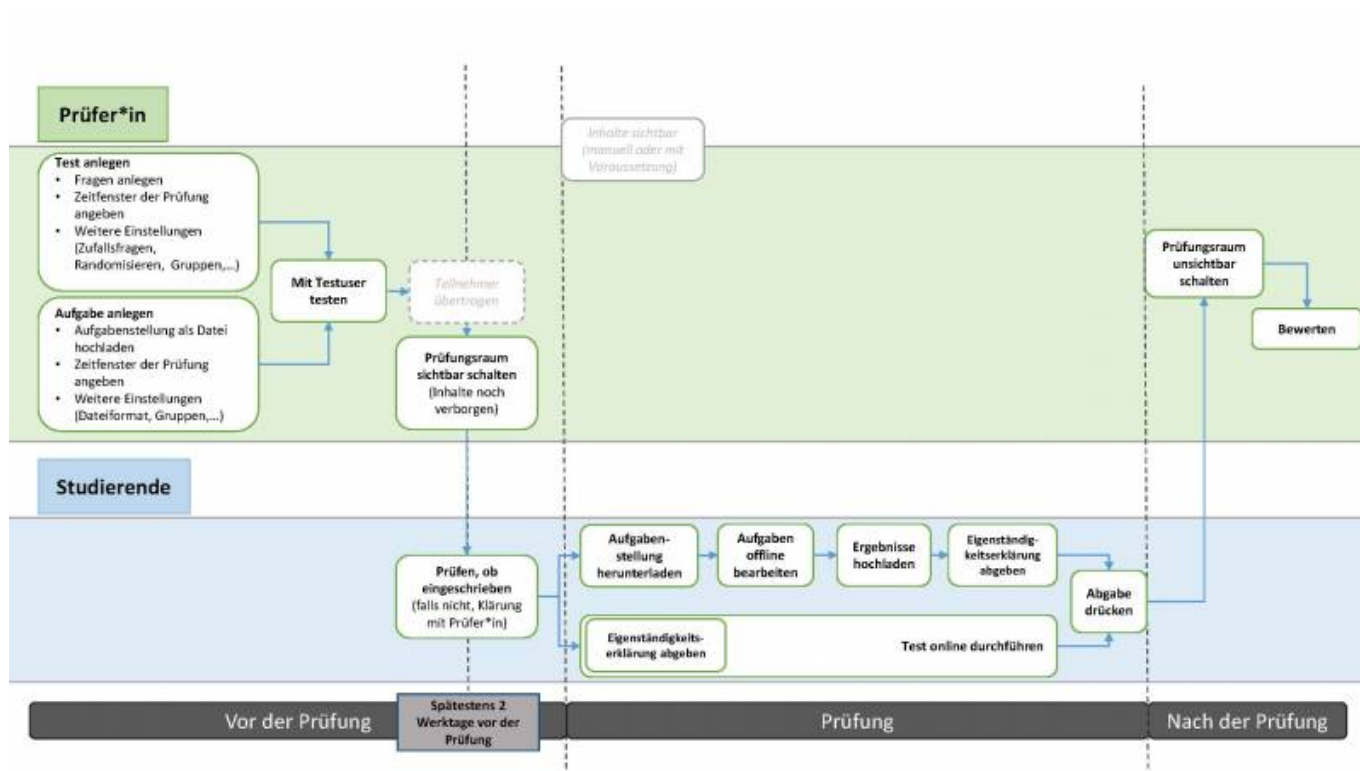 Prüfer*in
Inhalte sichtbar
(manuell oder mit
Voraussetzung)
Test anlegen
• Fragen anlegen
• Zeitfenster der Prüfung
angeben
• Weitere Einstellungen
(Zufallsfragen,
Randomisieren, Gruppen,...)
Aufgabe anlegen
• Aufgabenstellung als Datei
hochladen
• Zeitfenster der Prüfung
angeben
• Weitere Einstellungen
(Dateiformat, Gruppen,...)
Mit Testuser
testen
Teilnehmer
übertragen
Prüfungsraum
sichtbar schalten
(Inhalte noch
verborgen)
Prüfungsraum
unsichtbar
schalten
Bewerten
Studierende
Prüfen, ob
eingeschrieben
(falls nicht, Klärung
mit Prüfer*in)
Aufgaben-
stellung
herunterladen
Aufgaben
offline
bearbeiten
Ergebnisse
hochladen
Eigenständig-
keitserklärung
abgeben
Abgabe
drücken
Eigenständigkeits-
erklärung abgeben
Test online durchführen
Vor der Prüfung
Spätestens 2
Werktage vor der
Prüfung
Prüfung
Nach der Prüfung